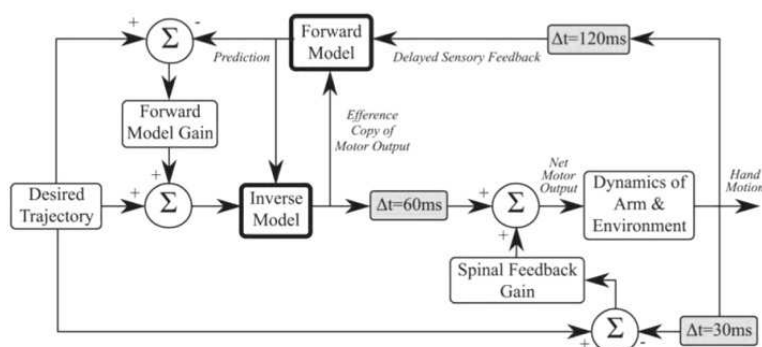 +
Σ
-
Prediction
Forward
Model
Delayed Sensory Feedback
Δt=120ms
Forward
Model Gain
Efference
Copy of
Motor Output
+
Desired
Trajectory
+
Σ
Inverse
Model
Δt=60ms
+
Σ
+
Net
Motor
Output
Dynamics of
Arm &
Environment
Hand
Motion
Spinal Feedback
Gain
+
Σ
-
Δt=30ms